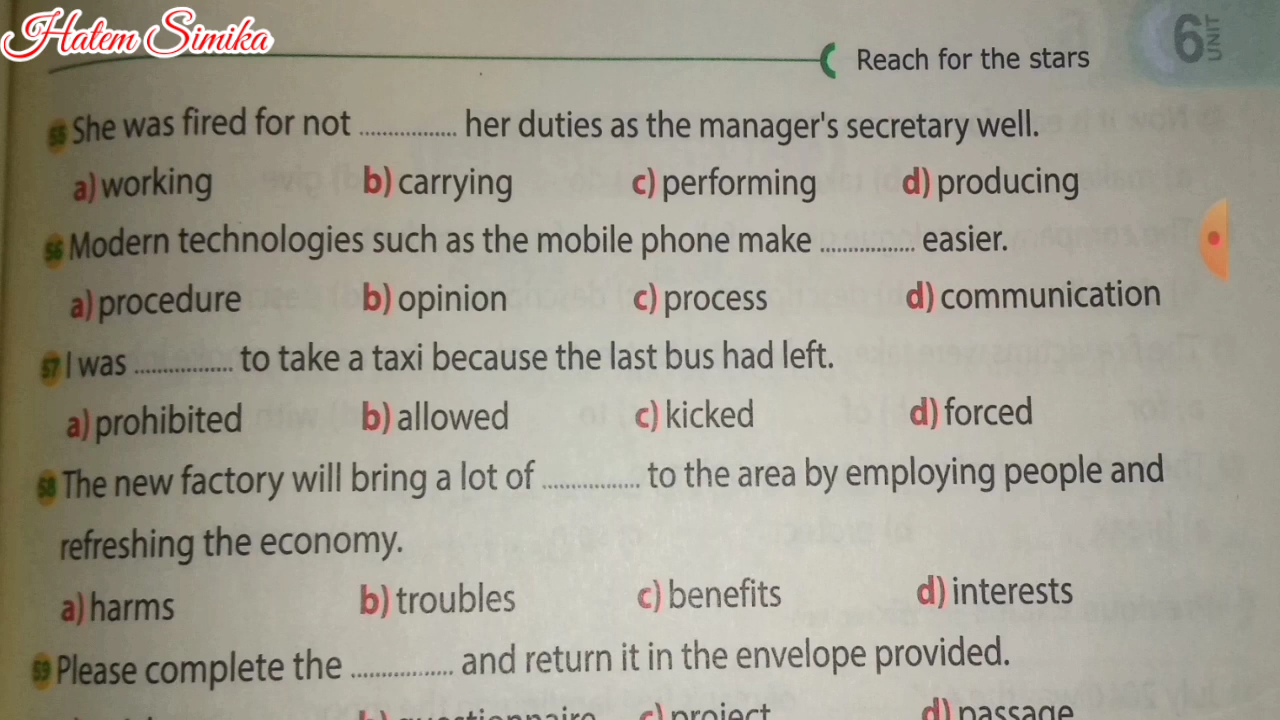 Hatem Simika
Reach for the stars
6
UNIT
55 She was fired for not ................ her duties as the manager's secretary well.
a) working b) carrying c) performing d) producing
56 Modern technologies such as the mobile phone make ................ easier.
a) procedure b) opinion c) process d) communication
57 I was ................ to take a taxi because the last bus had left.
a) prohibited b) allowed c) kicked d) forced
58 The new factory will bring a lot of ................ to the area by employing people and
refreshing the economy.
a) harms b) troubles c) benefits d) interests
59 Please complete the ................ and return it in the envelope provided.
b) questionnaire c) project d) passage